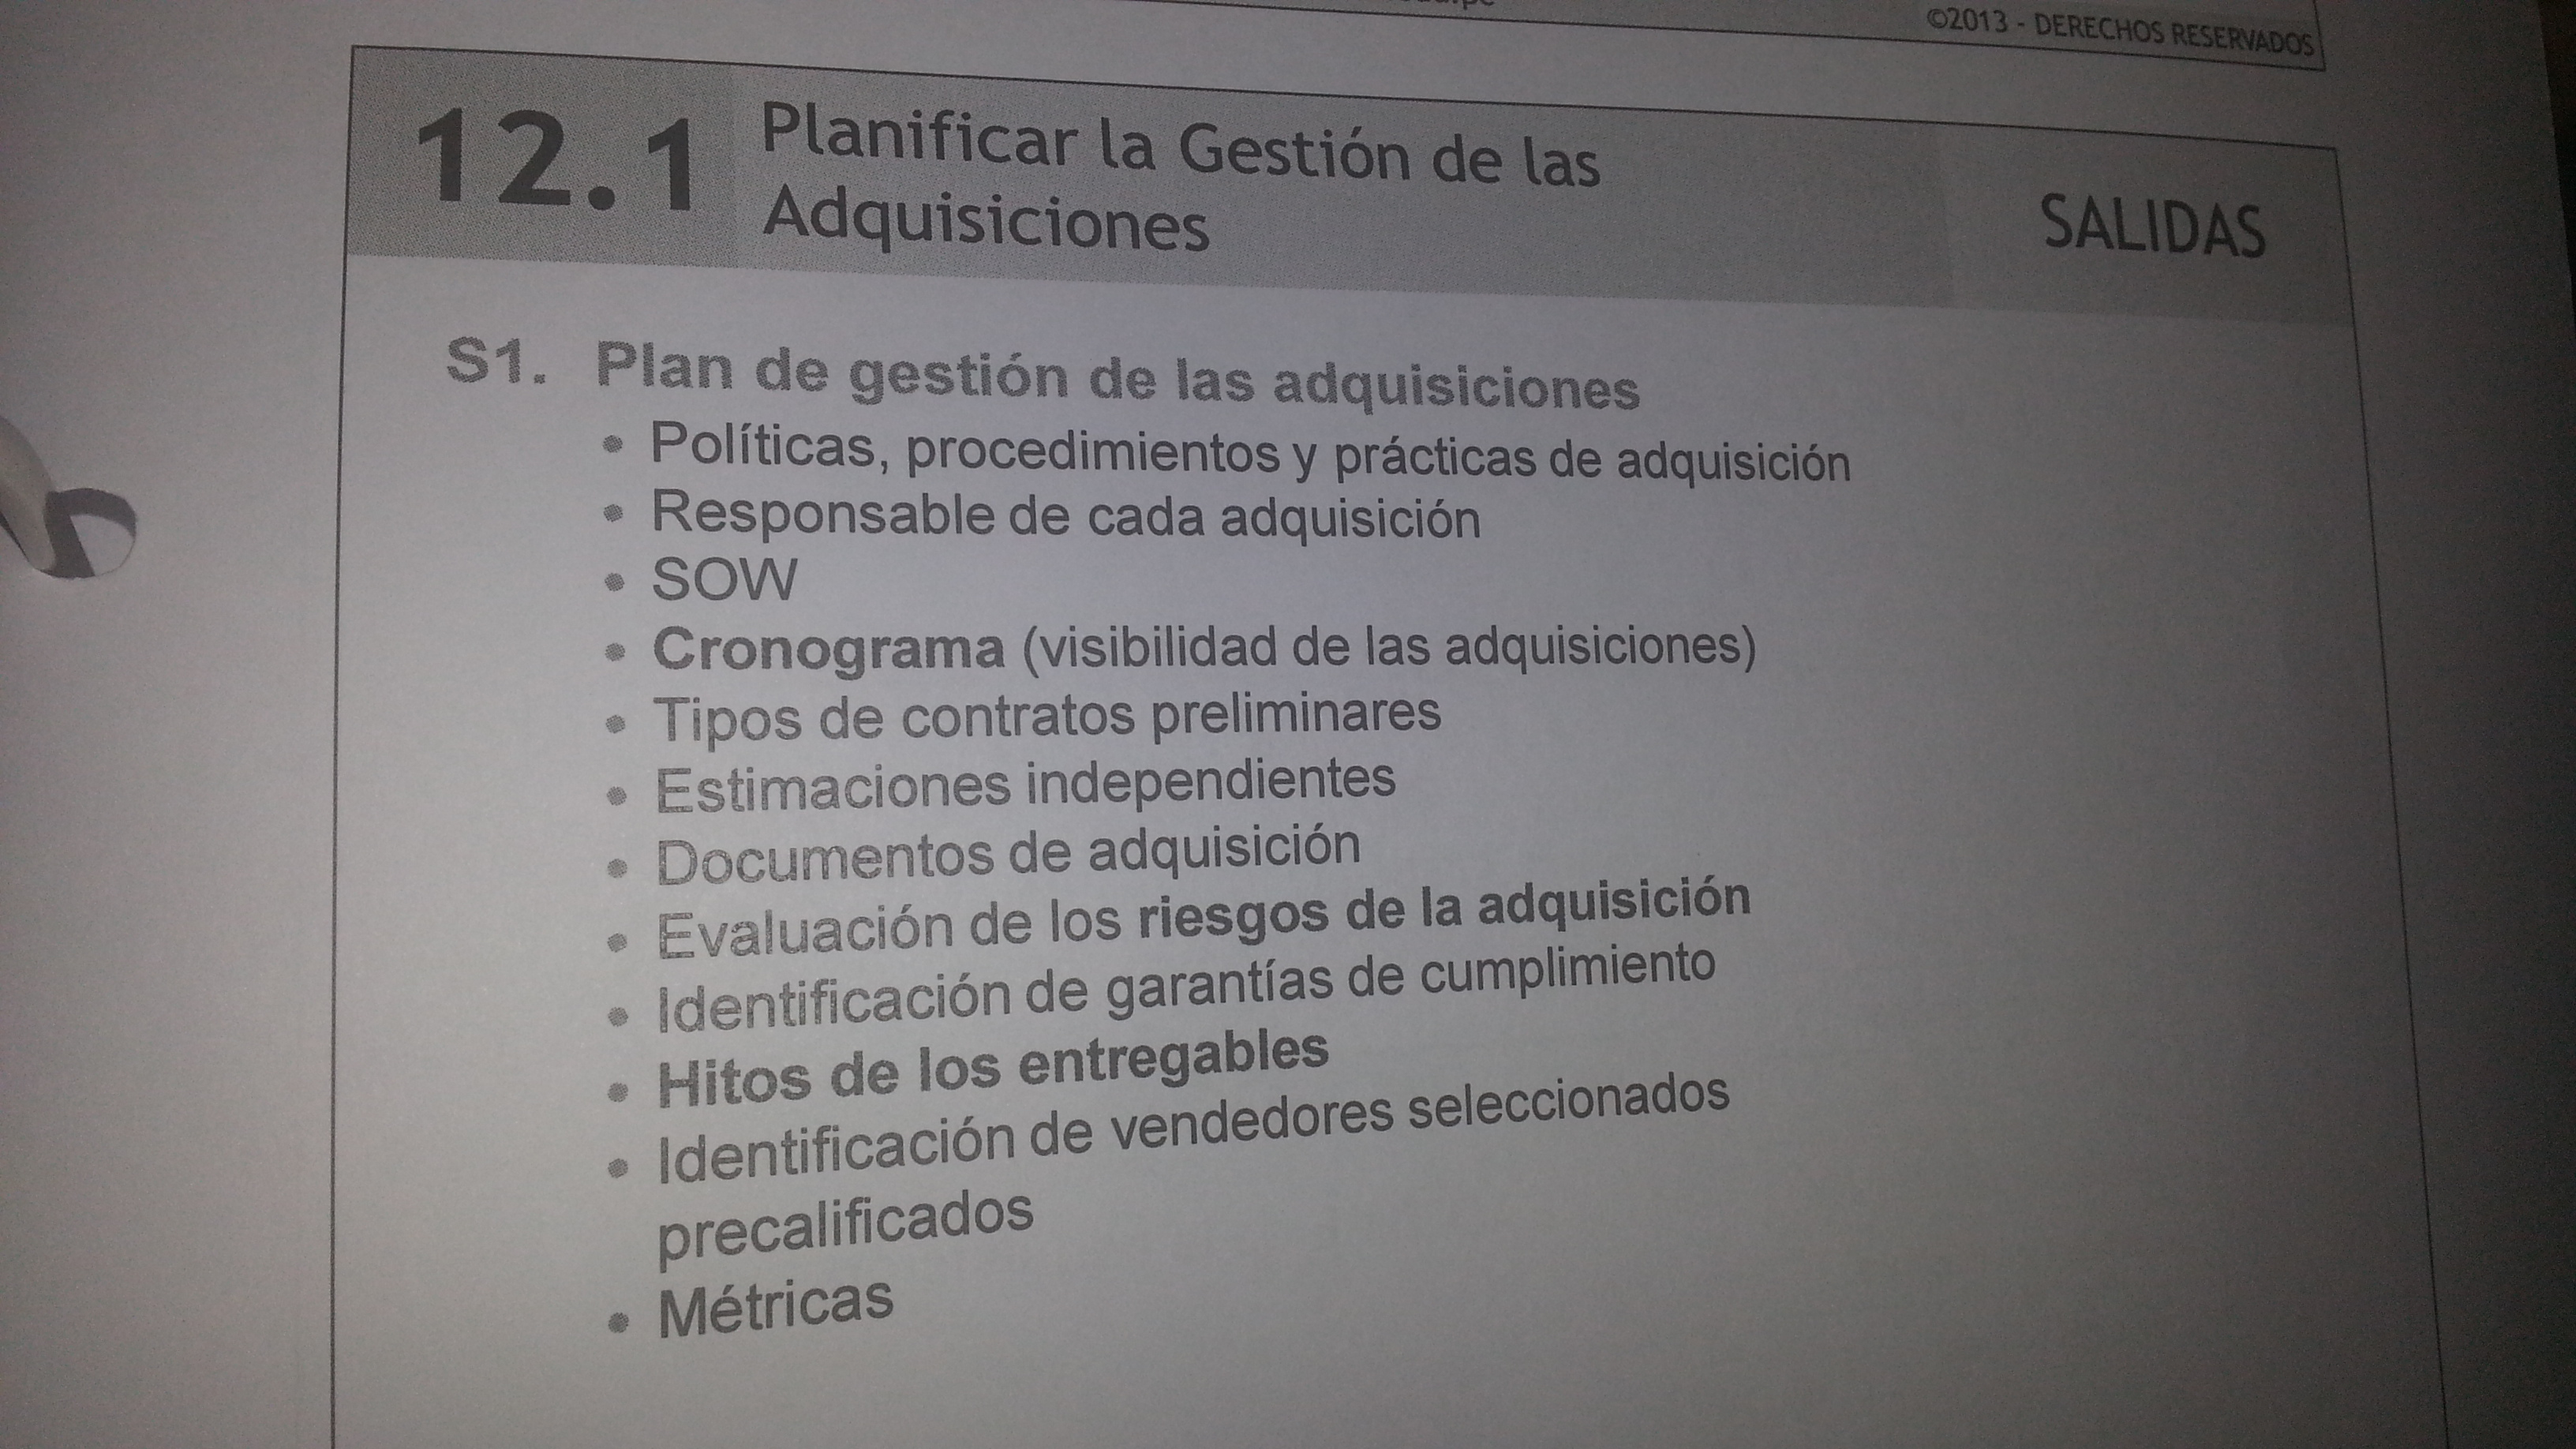 ©2013 - DERECHOS RESERVADOS
12.1 Planificar la Gestión de las
Adquisiciones
SALIDAS
S1. Plan de gestión de las adquisiciones
• Políticas, procedimientos y prácticas de adquisición
• Responsable de cada adquisición
• SOW
• Cronograma (visibilidad de las adquisiciones)
• Tipos de contratos preliminares
• Estimaciones independientes
• Documentos de adquisición
• Evaluación de los riesgos de la adquisición
• Identificación de garantías de cumplimiento
• Hitos de los entregables
• Identificación de vendedores seleccionados
precalificados
• Métricas